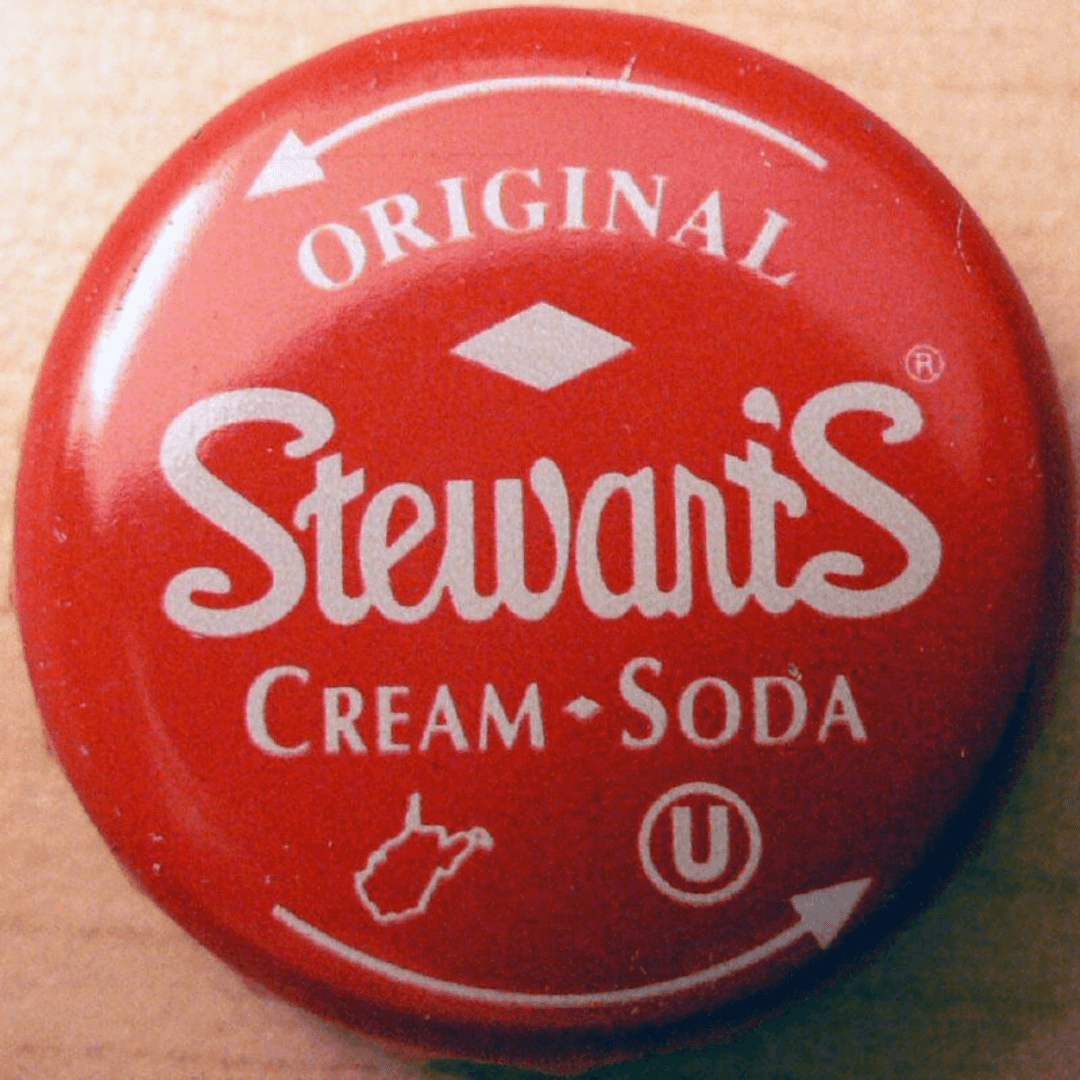 ORIGINAL
Stewart's ®
CREAM SODA
U